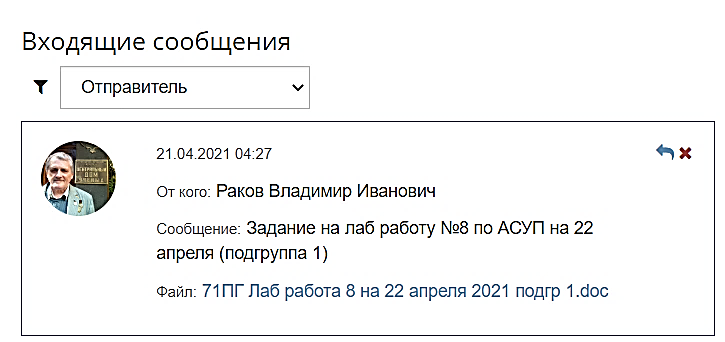 Входящие сообщения
Отправитель
21.04.2021 04:27
От кого: Раков Владимир Иванович
Сообщение: Задание на лаб работу №8 по АСУП на 22
апреля (подгруппа 1)
Файл: 71ПГ Лаб работа 8 на 22 апреля 2021 подгр 1.doc
ЦЕНТРАЛЬНЫЙ
ДОМ